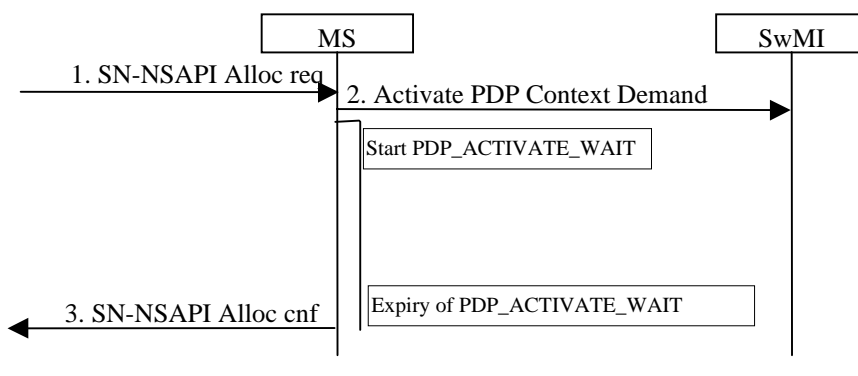 MS
SwMI
1. SN-NSAPI Alloc req
2. Activate PDP Context Demand
Start PDP_ACTIVATE_WAIT
Expiry of PDP_ACTIVATE_WAIT
3. SN-NSAPI Alloc cnf